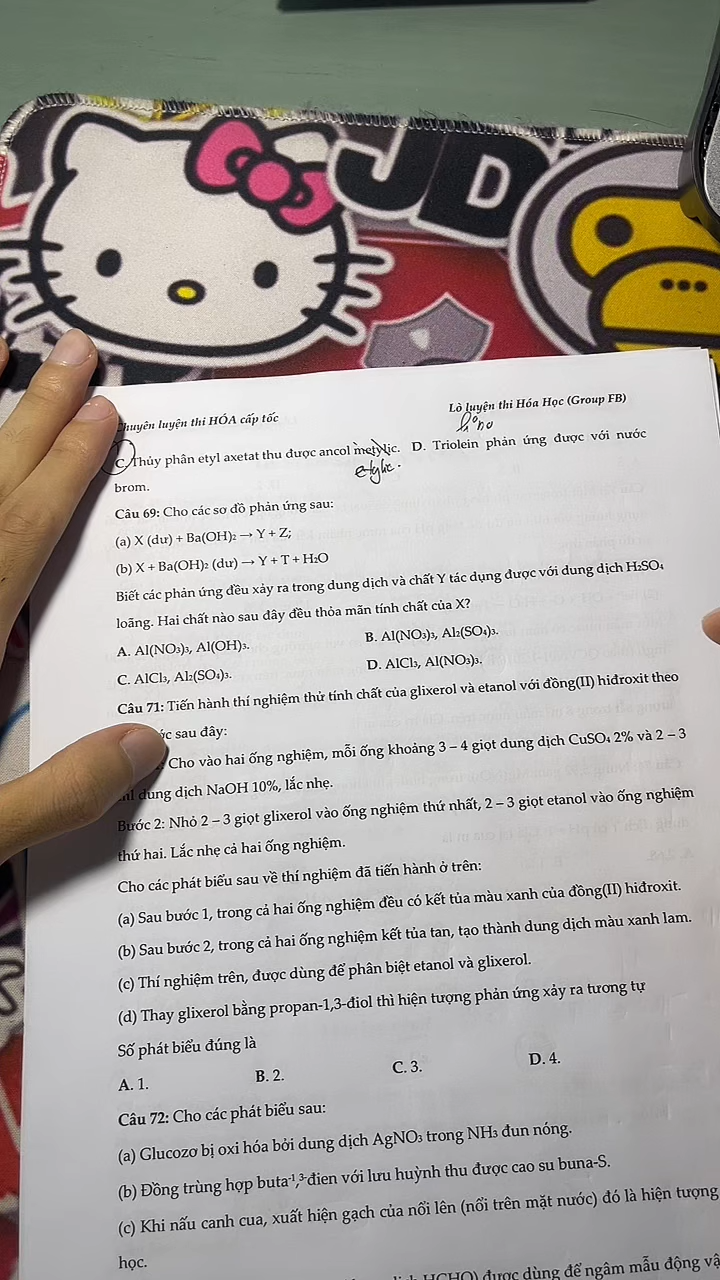 JD
Chuyên luyện thi HÓA cấp tốc
Lò luyện thi Hóa Học (Group FB)
C. Thủy phân etyl axetat thu được ancol metylic. D. Triolein phản ứng được với nước
etylic.
brom.
Câu 69: Cho các sơ đồ phản ứng sau:
(a) X (dư) + Ba(OH)₂ → Y + Z;
(b) X + Ba(OH)₂ (dư) → Y + T + H₂O
Biết các phản ứng đều xảy ra trong dung dịch và chất Y tác dụng được với dung dịch H₂SO₄
loãng. Hai chất nào sau đây đều thỏa mãn tính chất của X?
A. Al(NO₃)₃, Al(OH)₃.
B. Al(NO₃)₃, Al₂(SO₄)₃.
C. AlCl₃, Al₂(SO₄)₃.
D. AlCl₃, Al(NO₃)₃.
Câu 71: Tiến hành thí nghiệm thử tính chất của glixerol và etanol với đồng(II) hiđroxit theo
sau đây:
Cho vào hai ống nghiệm, mỗi ống khoảng 3 – 4 giọt dung dịch CuSO₄ 2% và 2 – 3
ml dung dịch NaOH 10%, lắc nhẹ.
Bước 2: Nhỏ 2 – 3 giọt glixerol vào ống nghiệm thứ nhất, 2 – 3 giọt etanol vào ống nghiệm
thứ hai. Lắc nhẹ cả hai ống nghiệm.
Cho các phát biểu sau về thí nghiệm đã tiến hành ở trên:
(a) Sau bước 1, trong cả hai ống nghiệm đều có kết tủa màu xanh của đồng(II) hiđroxit.
(b) Sau bước 2, trong cả hai ống nghiệm kết tủa tan, tạo thành dung dịch màu xanh lam.
(c) Thí nghiệm trên, được dùng để phân biệt etanol và glixerol.
(d) Thay glixerol bằng propan-1,3-điol thì hiện tượng phản ứng xảy ra tương tự
Số phát biểu đúng là
A. 1.
B. 2.
C. 3.
D. 4.
Câu 72: Cho các phát biểu sau:
(a) Glucozơ bị oxi hóa bởi dung dịch AgNO₃ trong NH₃ đun nóng.
(b) Đồng trùng hợp buta⁻¹,³⁻đien với lưu huỳnh thu được cao su buna-S.
(c) Khi nấu canh cua, xuất hiện gạch của nổi lên (nổi trên mặt nước) đó là hiện tượng
học.
HCHO) được dùng để ngâm mẫu động